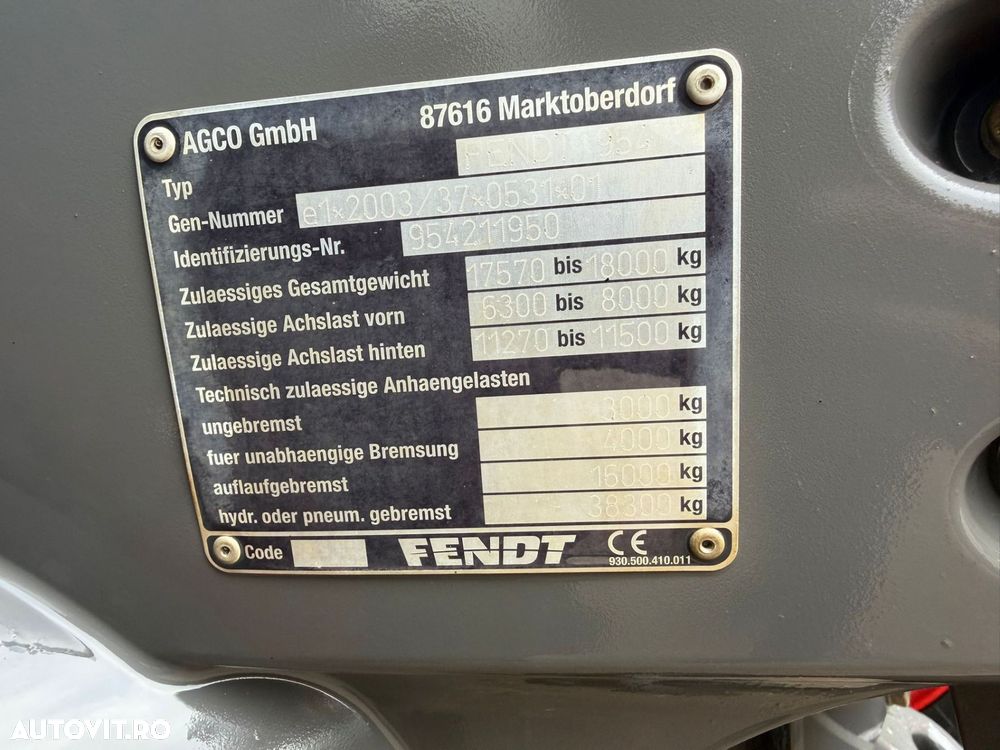 AGCO GmbH 87616 Marktoberdorf
Typ FENDT 954
Gen-Nummer e1*2003/37*0531*01
Identifizierungs-Nr. 954211950
Zulaessiges Gesamtgewicht 17570 bis 18000 kg
Zulaessige Achslast vorn 6300 bis 8000 kg
Zulaessige Achslast hinten 11270 bis 11500 kg
Technisch zulaessige Anhaengelasten
ungebremst 3000 kg
fuer unabhaengige Bremsung 4000 kg
auflaufgebremst 16000 kg
hydr. oder pneum. gebremst - 38300 kg
Code FENDT CE
930.500.410.011
AUTOVIT.RO